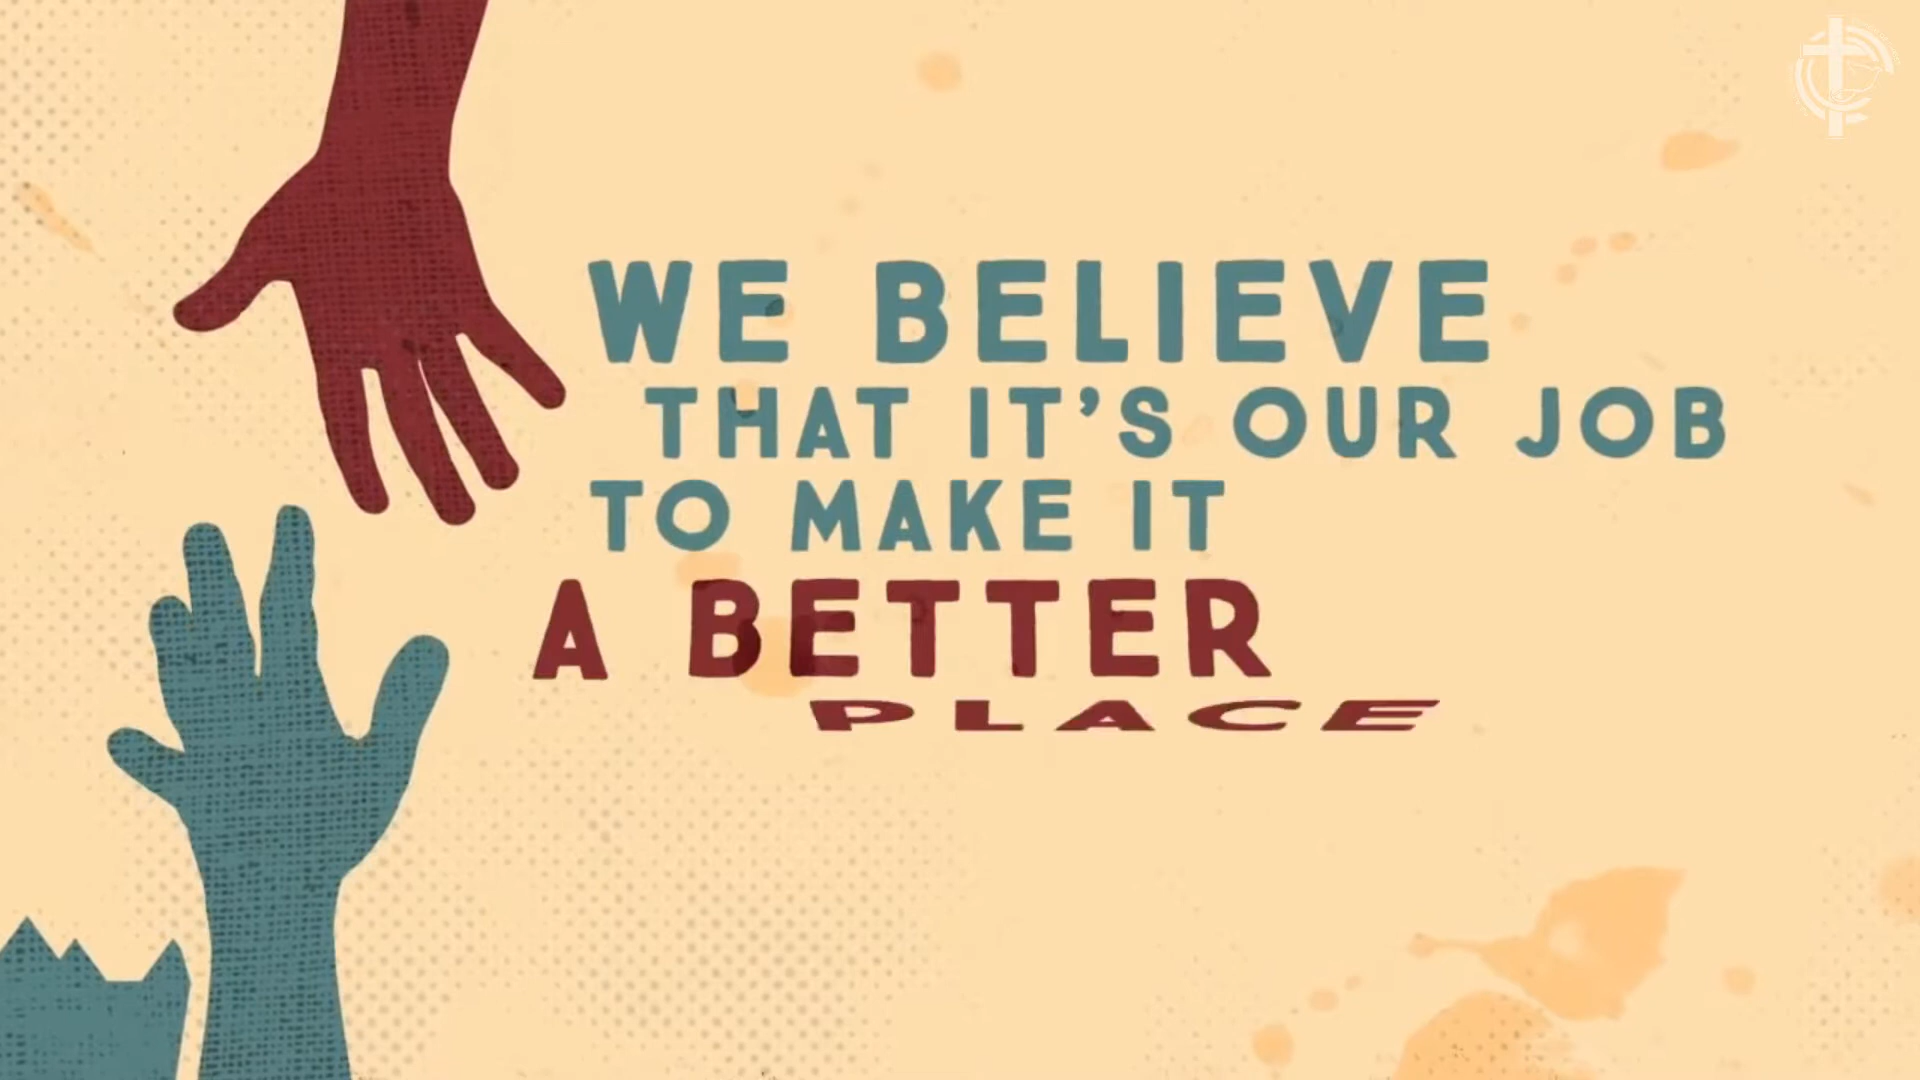 WE BELIEVE
THAT IT'S OUR JOB
TO MAKE IT
A BETTER
PLACE